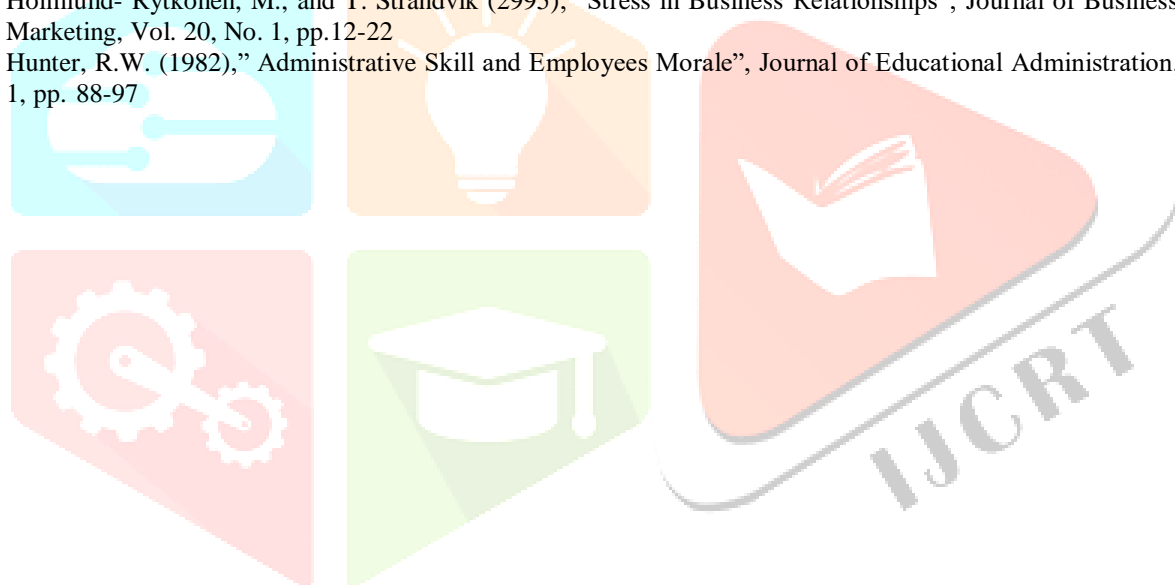 Holmlund- Rytkönen, M., and T. Strandvik (2995), "Stress in Business Relationships", Journal of Business
Marketing, Vol. 20, No. 1, pp.12-22
Hunter, R.W. (1982),” Administrative Skill and Employees Morale”, Journal of Educational Administration.
1, pp. 88-97
IJCRT